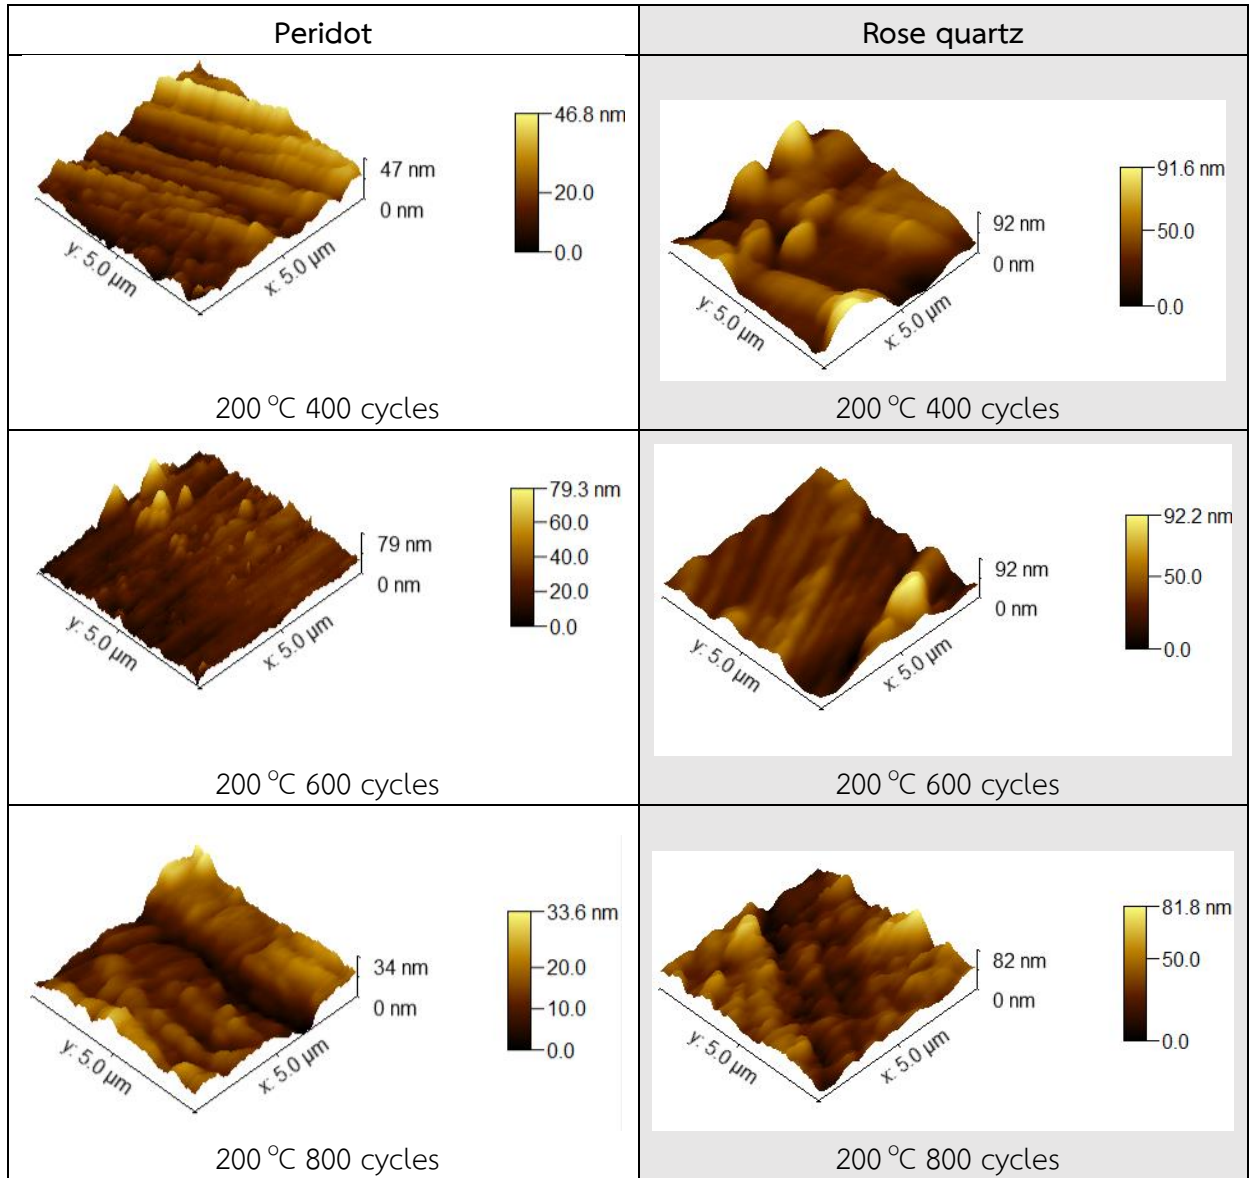 Peridot
Rose quartz
46.8 nm
20.0
0.0
47 nm
0 nm
y: 5.0 µm
x: 5.0 µm
200 °C 400 cycles
91.6 nm
50.0
0.0
92 nm
0 nm
y: 5.0 µm
x: 5.0 µm
200 °C 400 cycles
79.3 nm
60.0
40.0
20.0
0.0
79 nm
0 nm
y: 5.0 µm
x: 5.0 µm
200 °C 600 cycles
92.2 nm
50.0
0.0
92 nm
0 nm
y: 5.0 µm
x: 5.0 µm
200 °C 600 cycles
33.6 nm
20.0
10.0
0.0
34 nm
0 nm
y: 5.0 µm
x: 5.0 µm
200 °C 800 cycles
81.8 nm
50.0
0.0
82 nm
0 nm
y: 5.0 µm
x: 5.0 µm
200 °C 800 cycles